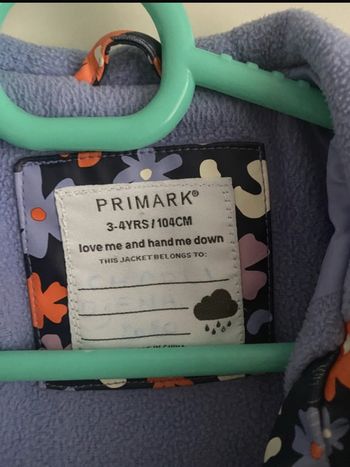 PRIMARK®
3-4YRS / 104CM
love me and hand me down
THIS JACKET BELONGS TO: